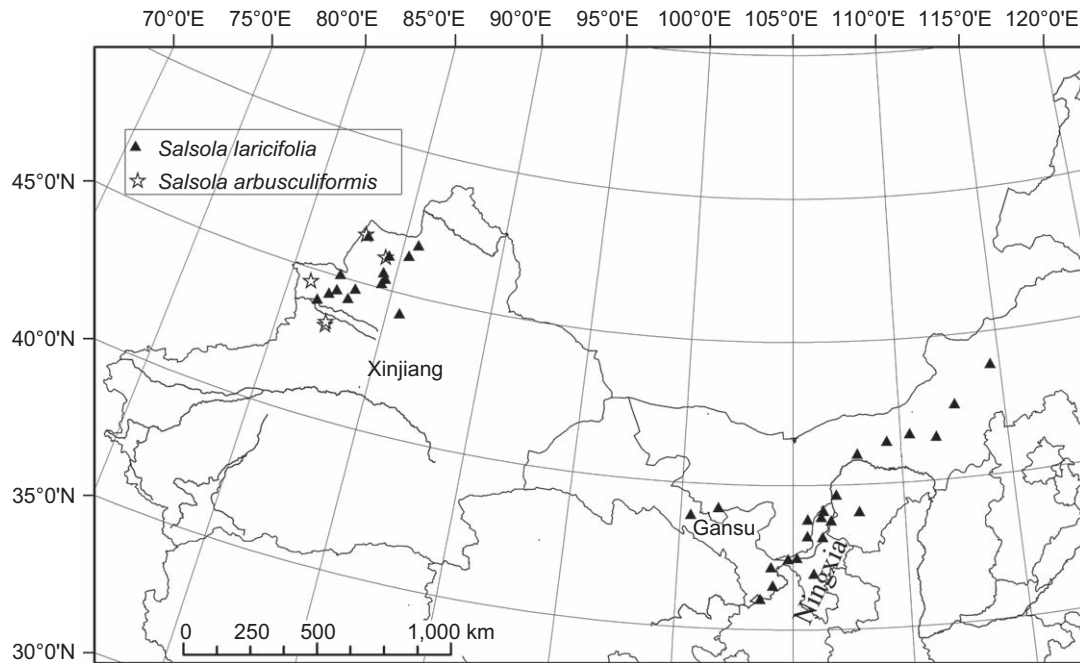 70°0'E 75°0'E 80°0'E 85°0'E 90°0'E 95°0'E 100°0'E 105°0'E 110°0'E 115°0'E 120°0'E
Salsola laricifolia
45°0'N
Salsola arbusculiformis
40°0'N
Xinjiang
35°0'N
Gansu
Ningxia
0 250 500 1,000 km
30°0'N